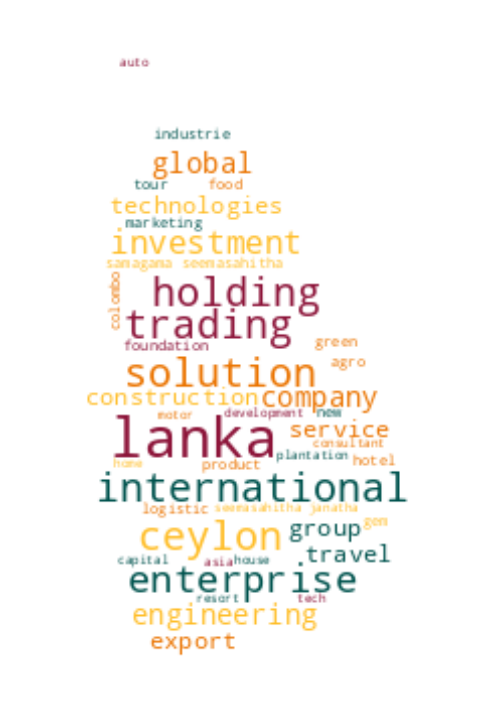 auto
industrie
global
tour food
technologies
marketing
investment
samagama seemasahitha
colombo
holding
trading
foundation green
agro
solution
construction company
motor development new
lanka service
consultant
plantation
home product hotel
international
logistic seemasahitha janatha
ceylon group gem
travel
capital asia house
enterprise
resort tech
engineering
export